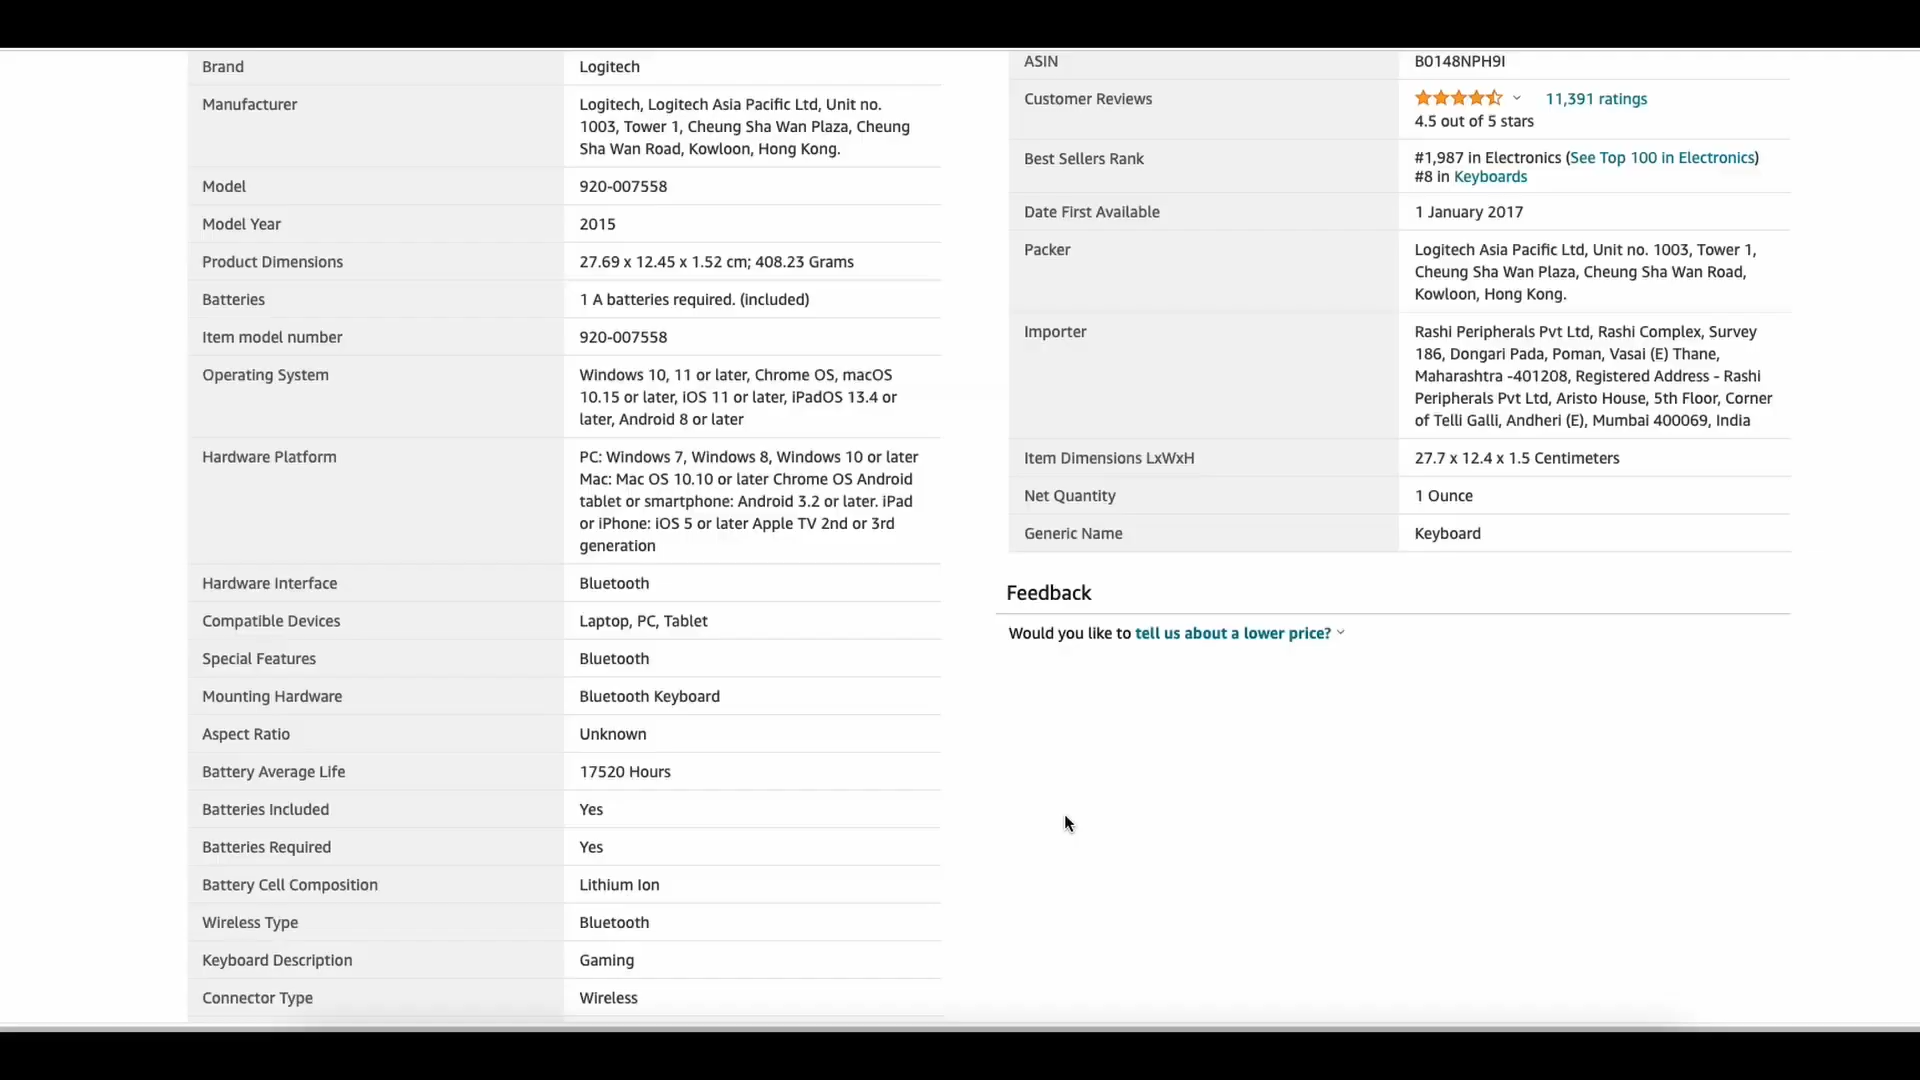 Brand Logitech
Manufacturer Logitech, Logitech Asia Pacific Ltd, Unit no.
1003, Tower 1, Cheung Sha Wan Plaza, Cheung
Sha Wan Road, Kowloon, Hong Kong.
Model 920-007558
Model Year 2015
Product Dimensions 27.69 x 12.45 x 1.52 cm; 408.23 Grams
Batteries 1 A batteries required. (included)
Item model number 920-007558
Operating System Windows 10, 11 or later, Chrome OS, macOS
10.15 or later, iOS 11 or later, iPadOS 13.4 or
later, Android 8 or later
Hardware Platform PC: Windows 7, Windows 8, Windows 10 or later
Mac: Mac OS 10.10 or later Chrome OS Android
tablet or smartphone: Android 3.2 or later. iPad
or iPhone: iOS 5 or later Apple TV 2nd or 3rd
generation
Hardware Interface Bluetooth
Compatible Devices Laptop, PC, Tablet
Special Features Bluetooth
Mounting Hardware Bluetooth Keyboard
Aspect Ratio Unknown
Battery Average Life 17520 Hours
Batteries Included Yes
Batteries Required Yes
Battery Cell Composition Lithium Ion
Wireless Type Bluetooth
Keyboard Description Gaming
Connector Type Wireless
ASIN B0148NPH9I
Customer Reviews 11,391 ratings
4.5 out of 5 stars
Best Sellers Rank #1,987 in Electronics (See Top 100 in Electronics)
#8 in Keyboards
Date First Available 1 January 2017
Packer Logitech Asia Pacific Ltd, Unit no. 1003, Tower 1,
Cheung Sha Wan Plaza, Cheung Sha Wan Road,
Kowloon, Hong Kong.
Importer Rashi Peripherals Pvt Ltd, Rashi Complex, Survey
186, Dongari Pada, Poman, Vasai (E) Thane,
Maharashtra -401208, Registered Address - Rashi
Peripherals Pvt Ltd, Aristo House, 5th Floor, Corner
of Telli Galli, Andheri (E), Mumbai 400069, India
Item Dimensions LxWxH 27.7 x 12.4 x 1.5 Centimeters
Net Quantity 1 Ounce
Generic Name Keyboard
Feedback
Would you like to tell us about a lower price?